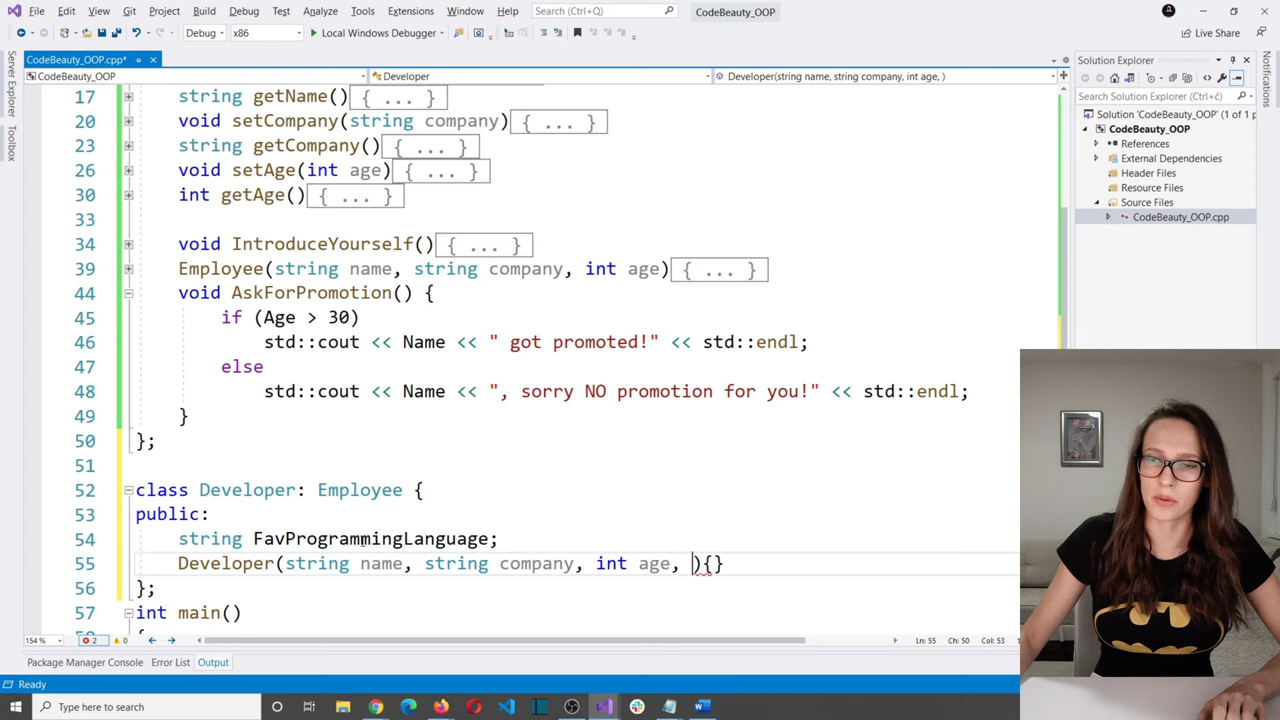 File Edit View Git Project Build Debug Test Analyze Tools Extensions Window Help Search (Ctrl+Q) CodeBeauty_OOP
Debug x86 Local Windows Debugger Live Share
CodeBeauty_OOP.cpp*
CodeBeauty_OOP Developer Developer(string name, string company, int age, )
Server Explorer
Toolbox
17 string getName() { ... }
20 void setCompany(string company) { ... }
23 string getCompany() { ... }
26 void setAge(int age) { ... }
30 int getAge() { ... }
33
34 void IntroduceYourself() { ... }
39 Employee(string name, string company, int age) { ... }
44 void AskForPromotion() {
45 if (Age > 30)
46 std::cout << Name << " got promoted!" << std::endl;
47 else
48 std::cout << Name << ", sorry NO promotion for you!" << std::endl;
49 }
50 };
51
52 class Developer: Employee {
53 public:
54 string FavProgrammingLanguage;
55 Developer(string name, string company, int age, ){}
56 };
57 int main()
154 % 2 0 Ln: 55 Ch: 50 Col: 53
Package Manager Console Error List Output
Ready
Type here to search
Solution Explorer
Search Solution Explorer (Ctrl+č)
Solution 'CodeBeauty_OOP' (1 of 1 p
CodeBeauty_OOP
References
External Dependencies
Header Files
Resource Files
Source Files
CodeBeauty_OOP.cpp
Notifications